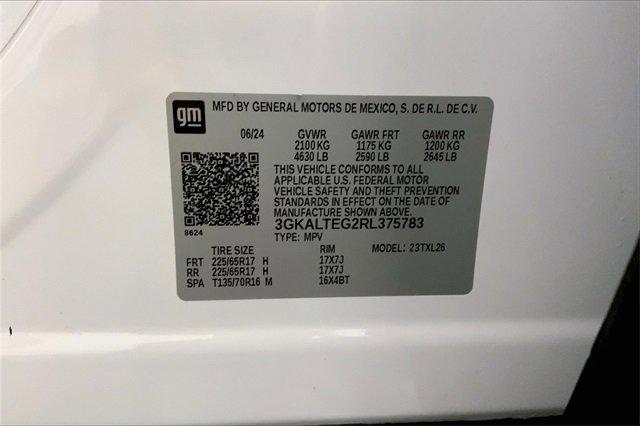 gm
MFD BY GENERAL MOTORS DE MEXICO, S. DE R.L. DE C.V.
06/24 GVWR GAWR FRT GAWR RR
2100 KG 1175 KG 1200 KG
4630 LB 2590 LB 2645 LB
THIS VEHICLE CONFORMS TO ALL
APPLICABLE U.S. FEDERAL MOTOR
VEHICLE SAFETY AND THEFT PREVENTION
STANDARDS IN EFFECT ON THE DATE OF
MANUFACTURE SHOWN ABOVE.
8624 3GKALTEG2RL375783
TYPE: MPV MODEL: 23TXL26
TIRE SIZE RIM
FRT 225/65R17 H 17X7J
RR 225/65R17 H 17X7J
SPA T135/70R16 M 16X4BT